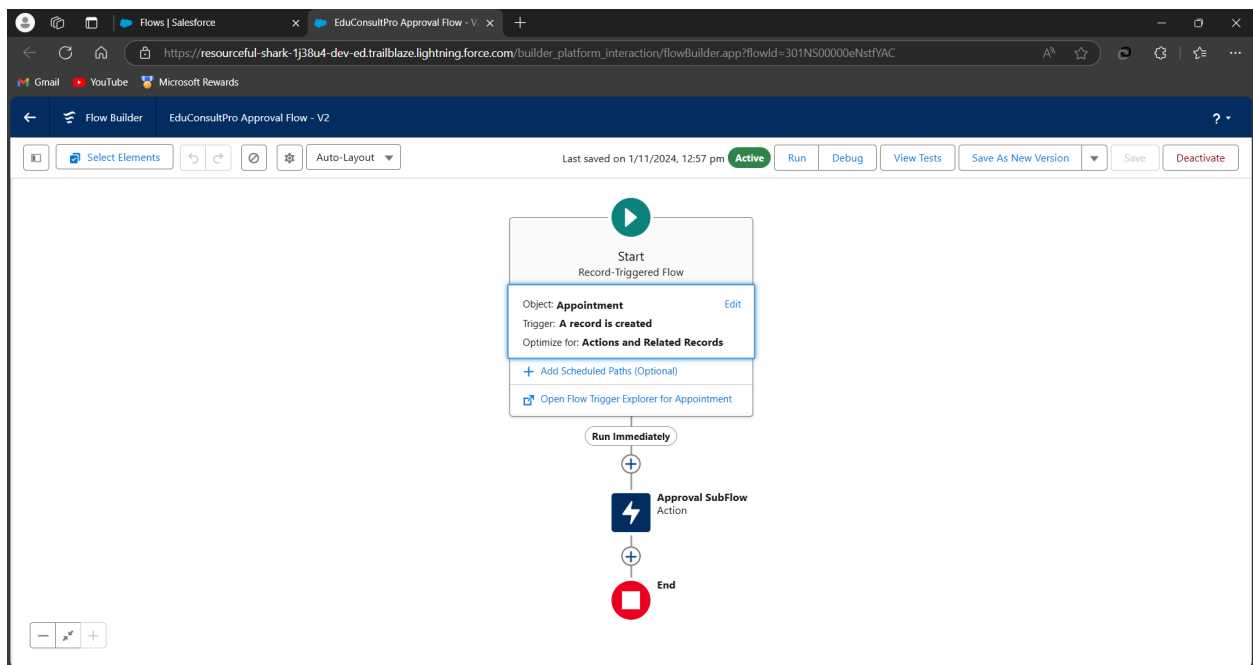 Flows | Salesforce
EduConsultPro Approval Flow - V
https://resourceful-shark-1j38u4-dev-ed.trailblaze.lightning.force.com/builder_platform_interaction/flowBuilder.app?flowId=301NS00000eNstfYAC
Gmail YouTube Microsoft Rewards
Flow Builder EduConsultPro Approval Flow - V2 ?
Select Elements Auto-Layout Last saved on 1/11/2024, 12:57 pm Active Run Debug View Tests Save As New Version Save Deactivate
Start
Record-Triggered Flow
Object: Appointment Edit
Trigger: A record is created
Optimize for: Actions and Related Records
+ Add Scheduled Paths (Optional)
Open Flow Trigger Explorer for Appointment
Run Immediately
Approval SubFlow
Action
End